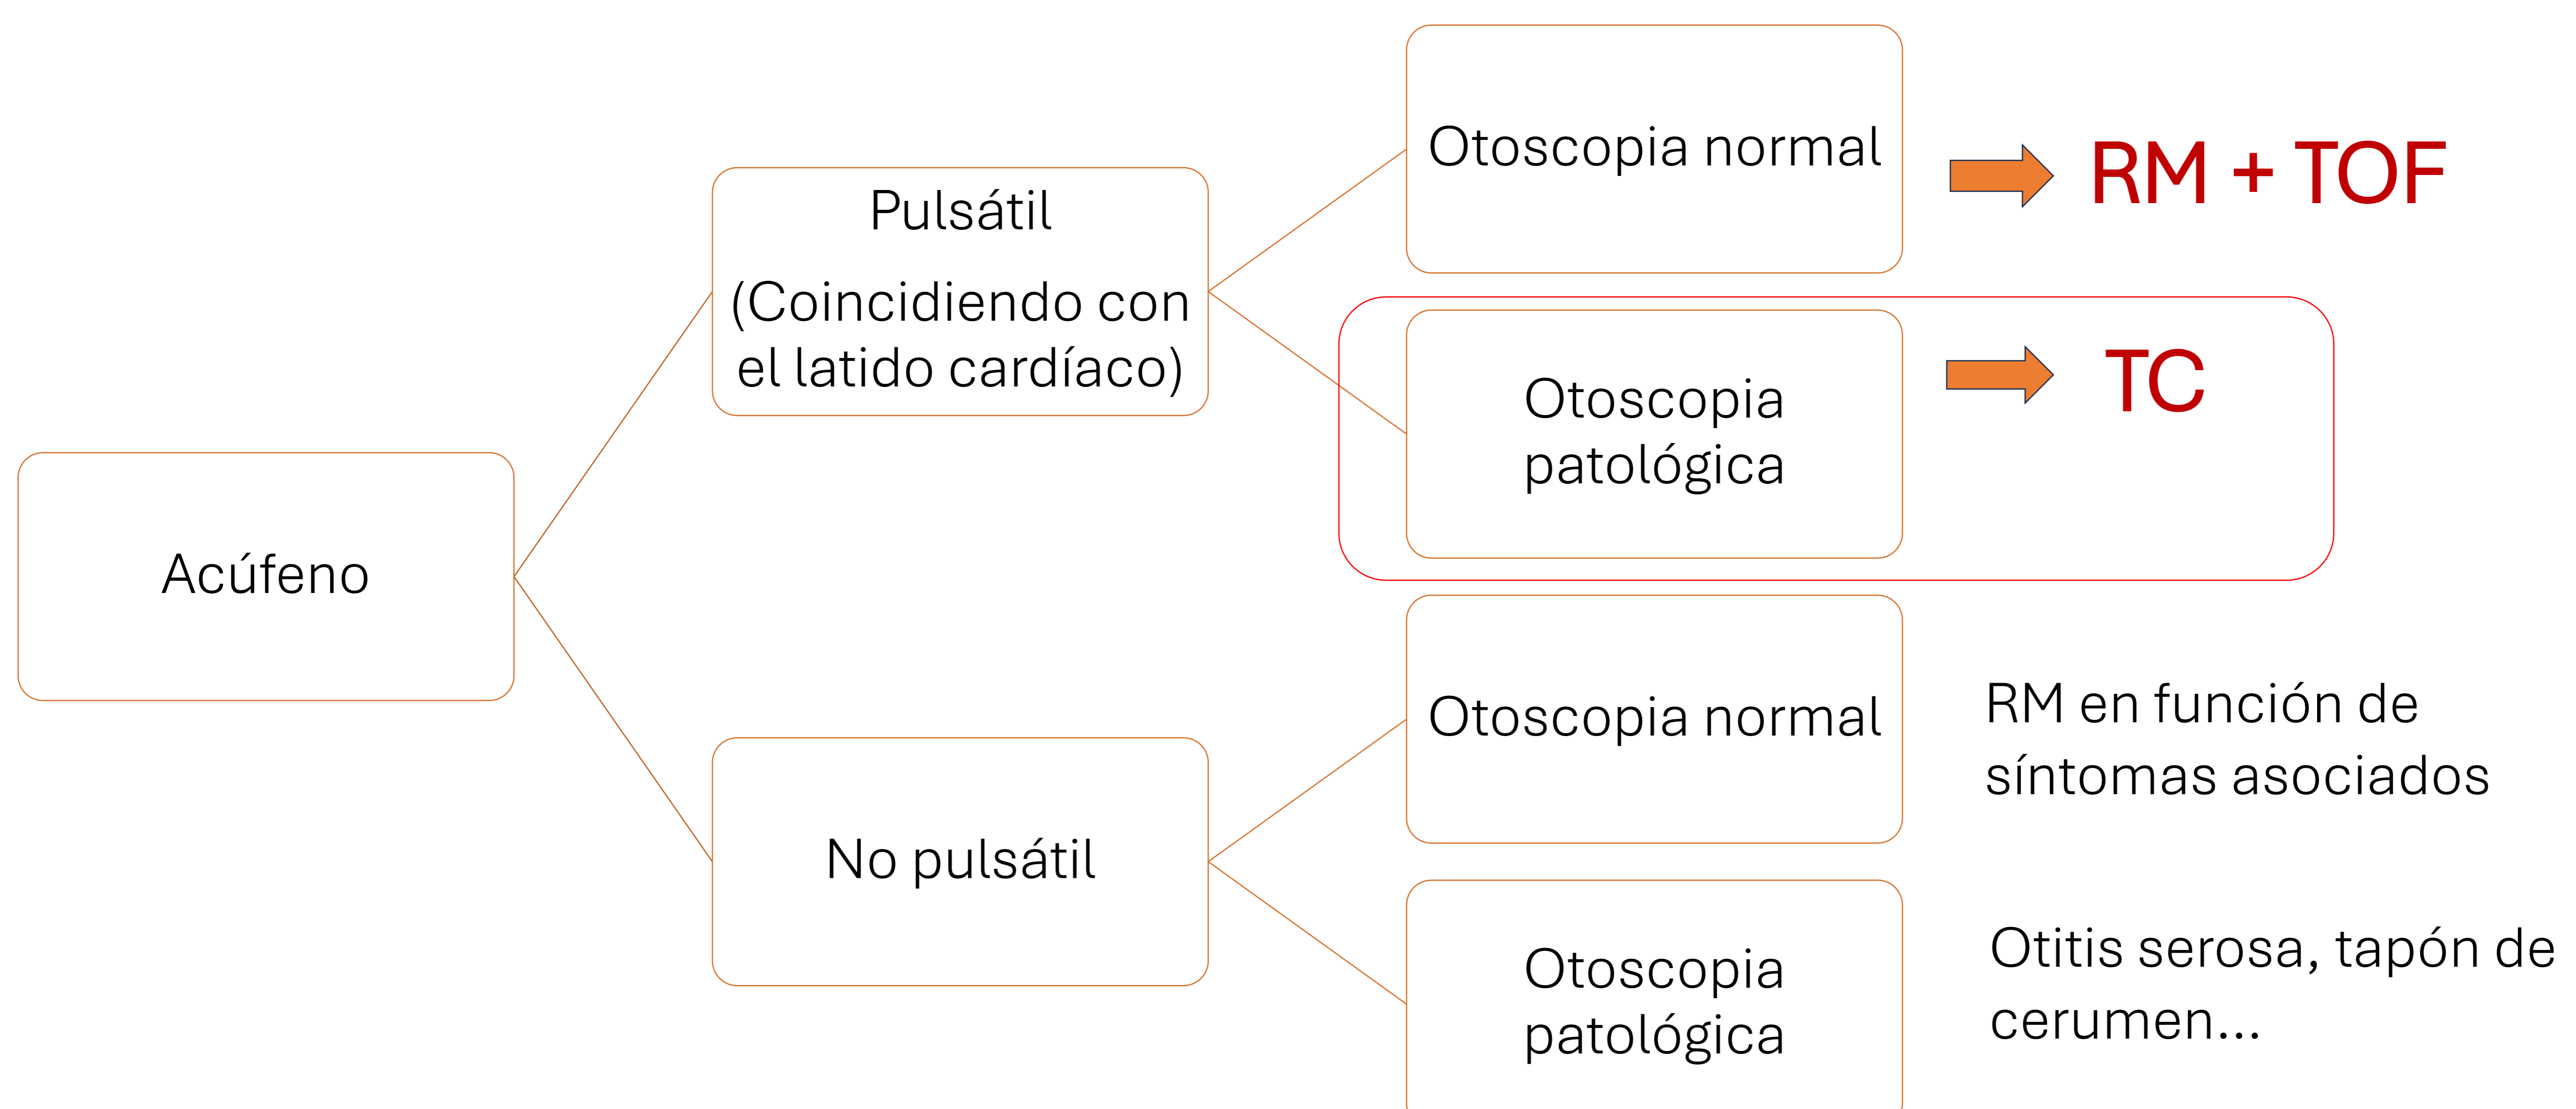 Acúfeno
Pulsátil
(Coincidiendo con
el latido cardíaco)
Otoscopia normal
RM + TOF
Otoscopia
patológica
TC
No pulsátil
Otoscopia normal
RM en función de
síntomas asociados
Otoscopia
patológica
Otitis serosa, tapón de
cerumen...